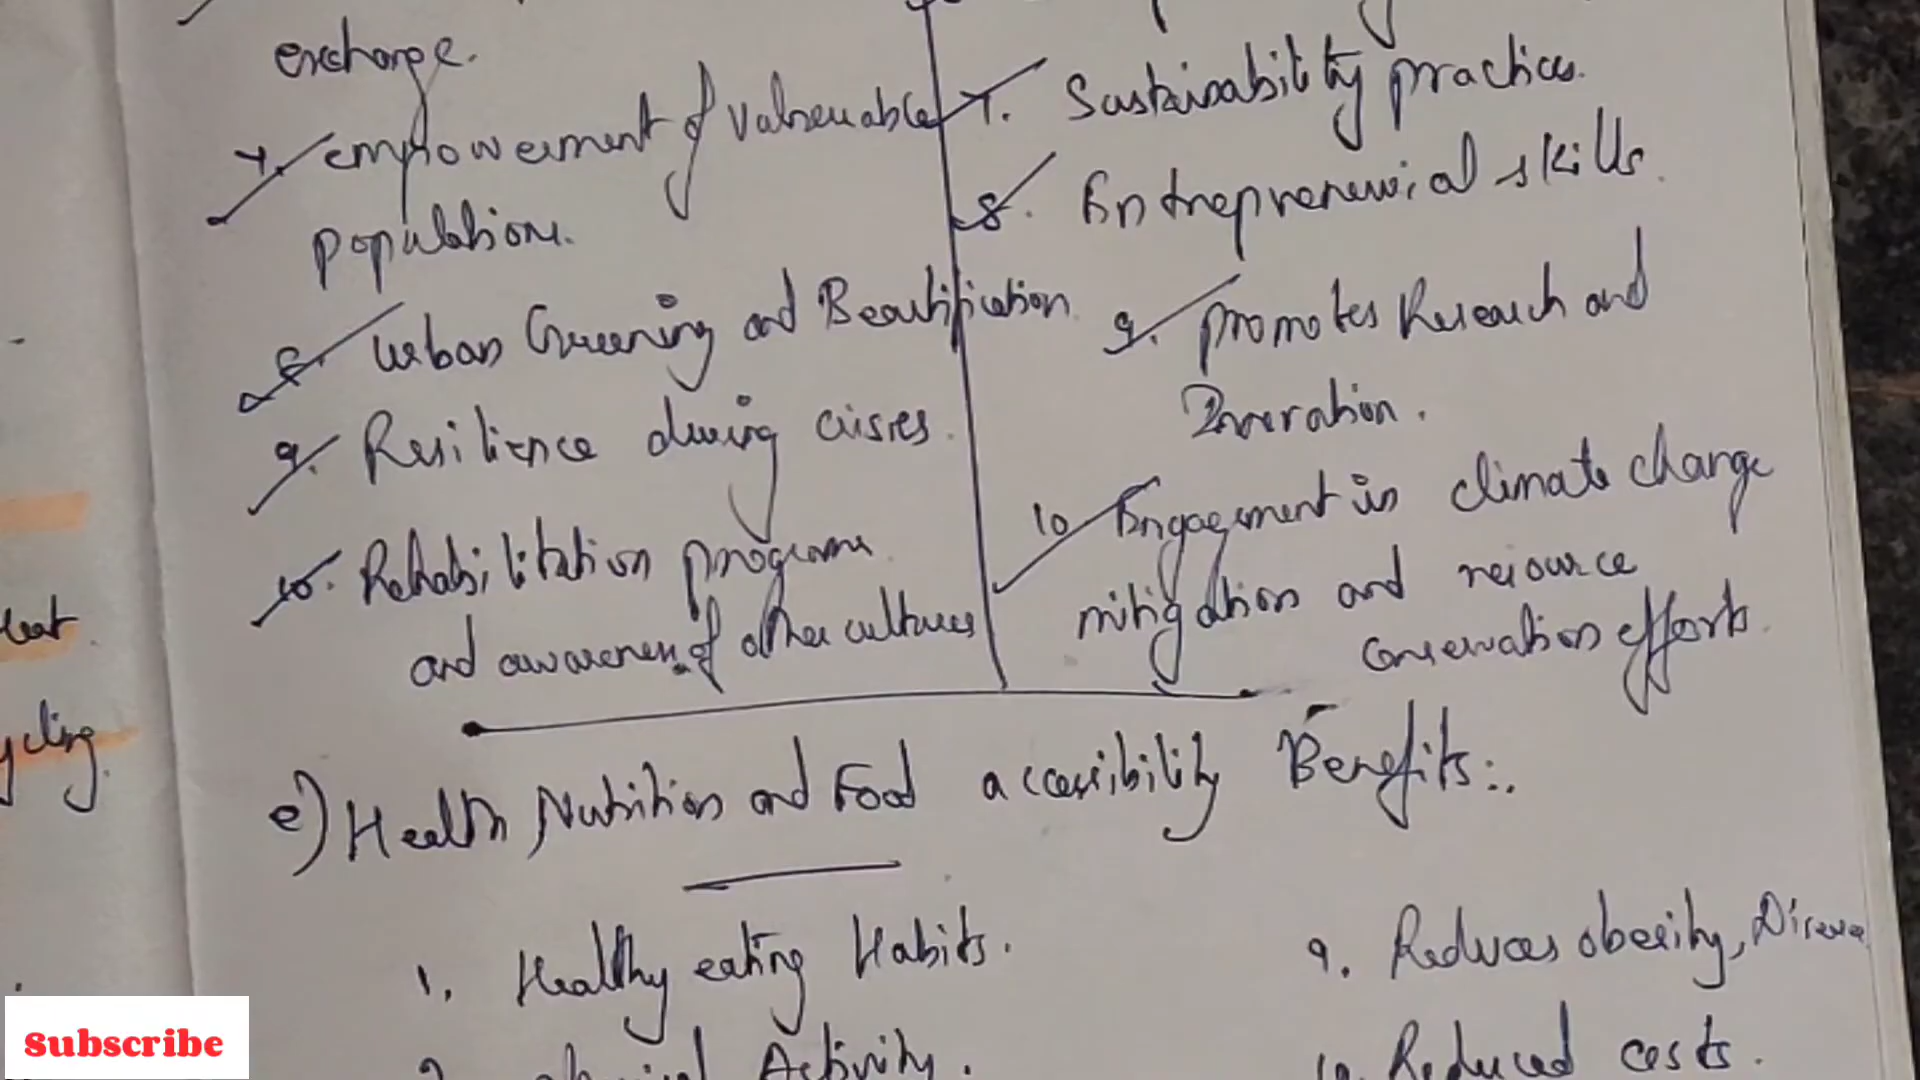 exchange.
7. empowerment of Vulnerable
populations.
8. Urban Greening and Beautification
9. Resilience during crisies.
10. Rehabilitation programs
and awareness of other cultures
7. Sustainability practices.
8. Entrepreneurial skills.
9. promotes Research and
Innovation.
10 Engagement in climate change
mitigation and resource
conservation efforts.
e) Health, Nutrition and Food accessibility Benefits:.
1. Healthy eating Habits.
Activity.
9. Reduces obesity, Disease
10 Reduced costs.
Subscribe